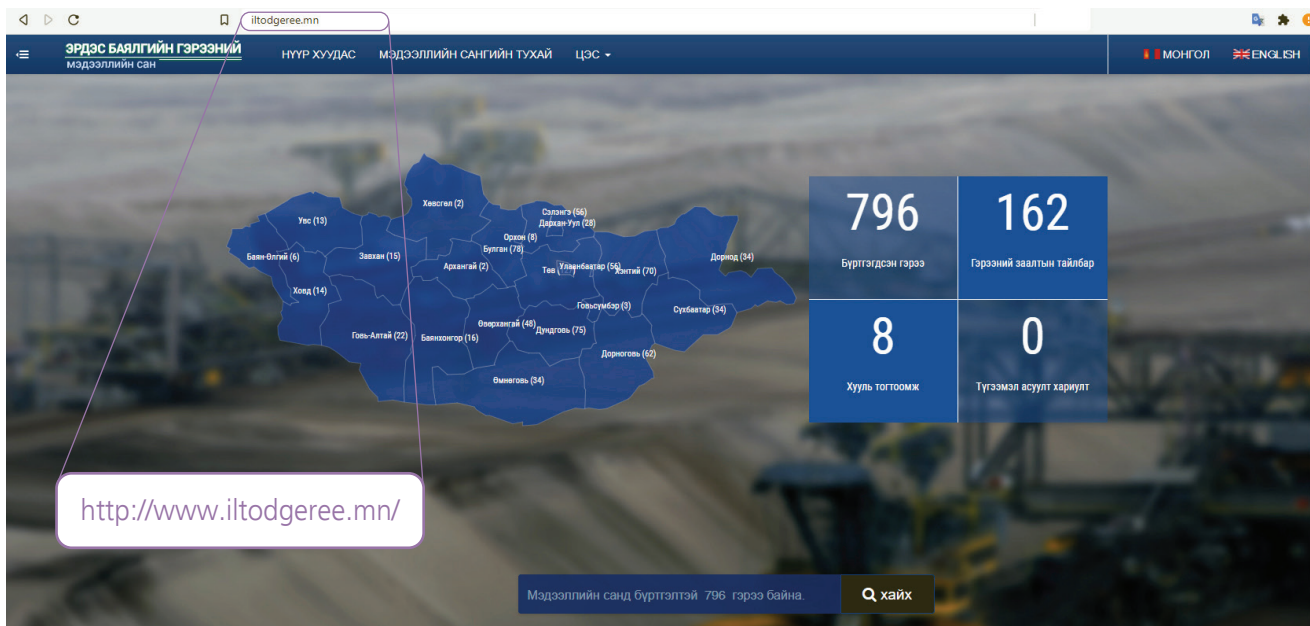 iltodgeree.mn
ЭРДЭС БАЯЛГИЙН ГЭРЭЭНИЙ
мэдээллийн сан
НҮҮР ХУУДАС МЭДЭЭЛЛИЙН САНГИЙН ТУХАЙ ЦЭС
МОНГОЛ ENGLISH
Хөвсгөл (2)
Увс (13)
Сэлэнгэ (56)
Дархан-Уул (28)
Орхон (8)
Булган (78)
Баян-Өлгий (6)
Завхан (15)
Архангай (2)
Төв
Улаанбаатар (56)
Хэнтий (70)
Дорнод (34)
Ховд (14)
Говьсүмбэр (3)
Сүхбаатар (34)
Говь-Алтай (22)
Баянхонгор (16)
Өвөрхангай (48)
Дундговь (75)
Дорноговь (62)
Өмнөговь (34)
796
Бүртгэгдсэн гэрээ
162
Гэрээний заалтын тайлбар
8
Хууль тогтоомж
0
Түгээмэл асуулт хариулт
http://www.iltodgeree.mn/
Мэдээллийн санд бүртгэлтэй 796 гэрээ байна.
хайх